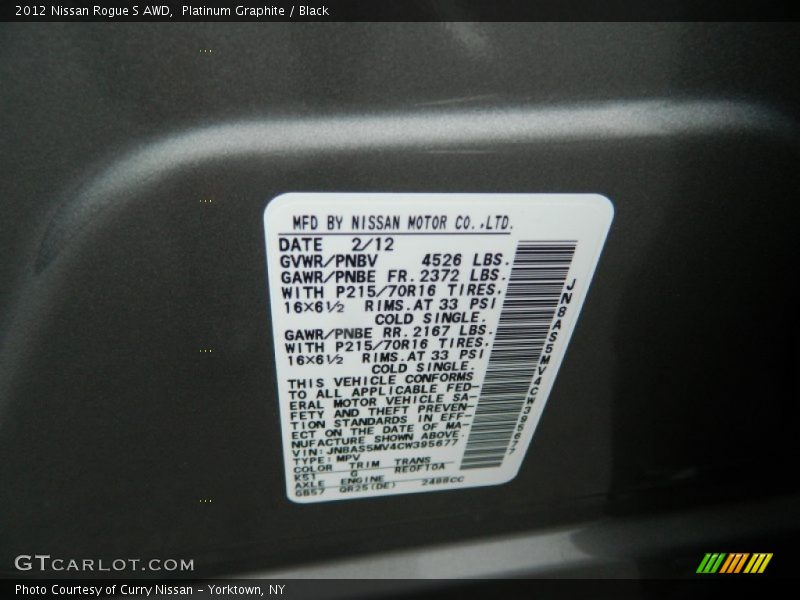 2012 Nissan Rogue S AWD,  Platinum Graphite / Black
MFD BY NISSAN MOTOR CO.,LTD.
DATE 2/12
GVWR/PNBV 4526 LBS.
GAWR/PNBE FR. 2372 LBS.
WITH P215/70R16 TIRES.
16×6½ RIMS.AT 33 PSI
COLD SINGLE.
GAWR/PNBE RR. 2167 LBS.
WITH P215/70R16 TIRES.
16×6½ RIMS.AT 33 PSI
COLD SINGLE.
THIS VEHICLE CONFORMS
TO ALL APPLICABLE FED-
ERAL MOTOR VEHICLE SA-
FETY AND THEFT PREVEN-
TION STANDARDS IN EFF-
ECT ON THE DATE OF MA-
NUFACTURE SHOWN ABOVE.
VIN:JN8AS5MV4CW395677
TYPE:MPV
COLOR TRIM TRANS
K51 G RE0F10A
AXLE ENGINE
GB57 QR25(DE) 2488CC
JN8AS5MV4CW395677
GTCARLOT.COM
Photo Courtesy of Curry Nissan - Yorktown, NY